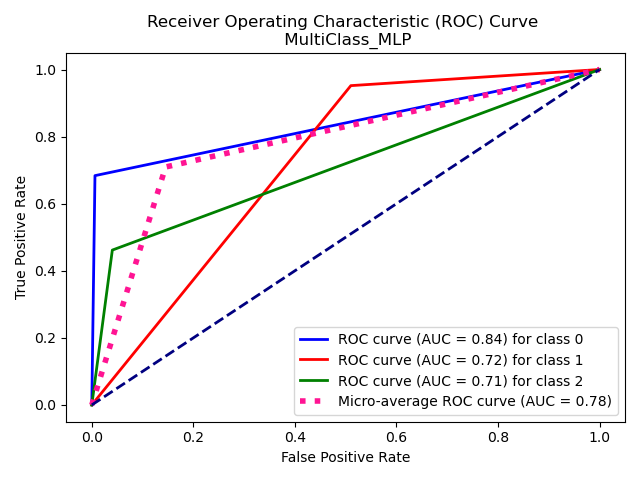 Receiver Operating Characteristic (ROC) Curve
MultiClass_MLP
True Positive Rate
1.0
0.8
0.6
0.4
0.2
0.0
ROC curve (AUC = 0.84) for class 0
ROC curve (AUC = 0.72) for class 1
ROC curve (AUC = 0.71) for class 2
Micro-average ROC curve (AUC = 0.78)
0.0 0.2 0.4 0.6 0.8 1.0
False Positive Rate